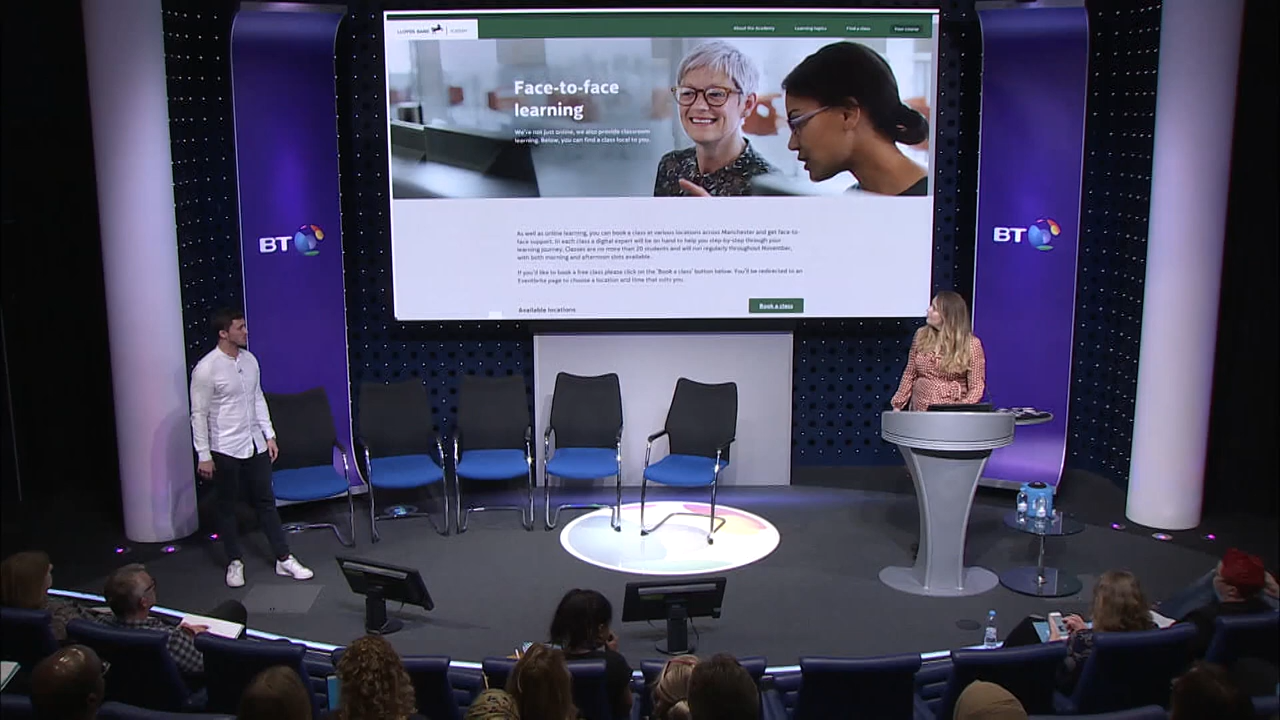 LLOYDS BANK | ACADEMY
About the Academy Learning topics Find a class Your course
Face-to-face
learning
We're not just online, we also provide classroom
learning. Below, you can find a class local to you.
As well as online learning, you can book a class at various locations across Manchester and get face-to-
face support. In each class a digital expert will be on hand to help you step-by-step through your
learning journey. Classes are no more than 20 students and will run regularly throughout November,
with both morning and afternoon slots available.
If you'd like to book a free class please click on the 'Book a class' button below. You'll be redirected to an
Eventbrite page to choose a location and time that suits you.
Available locations
Book a class
BT
BT